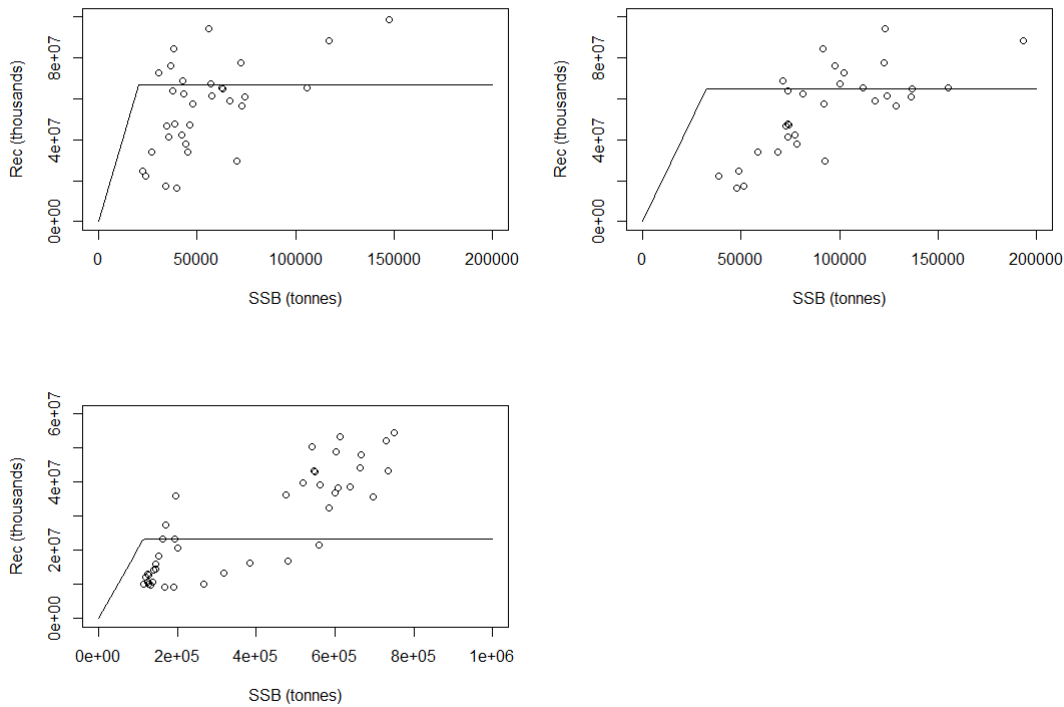 Rec (thousands)
0e+00 4e+07 8e+07
0 50000 100000 150000 200000
SSB (tonnes)
Rec (thousands)
0e+00 4e+07 8e+07
0 50000 100000 150000 200000
SSB (tonnes)
Rec (thousands)
0e+00 2e+07 4e+07 6e+07
0e+00 2e+05 4e+05 6e+05 8e+05 1e+06
SSB (tonnes)